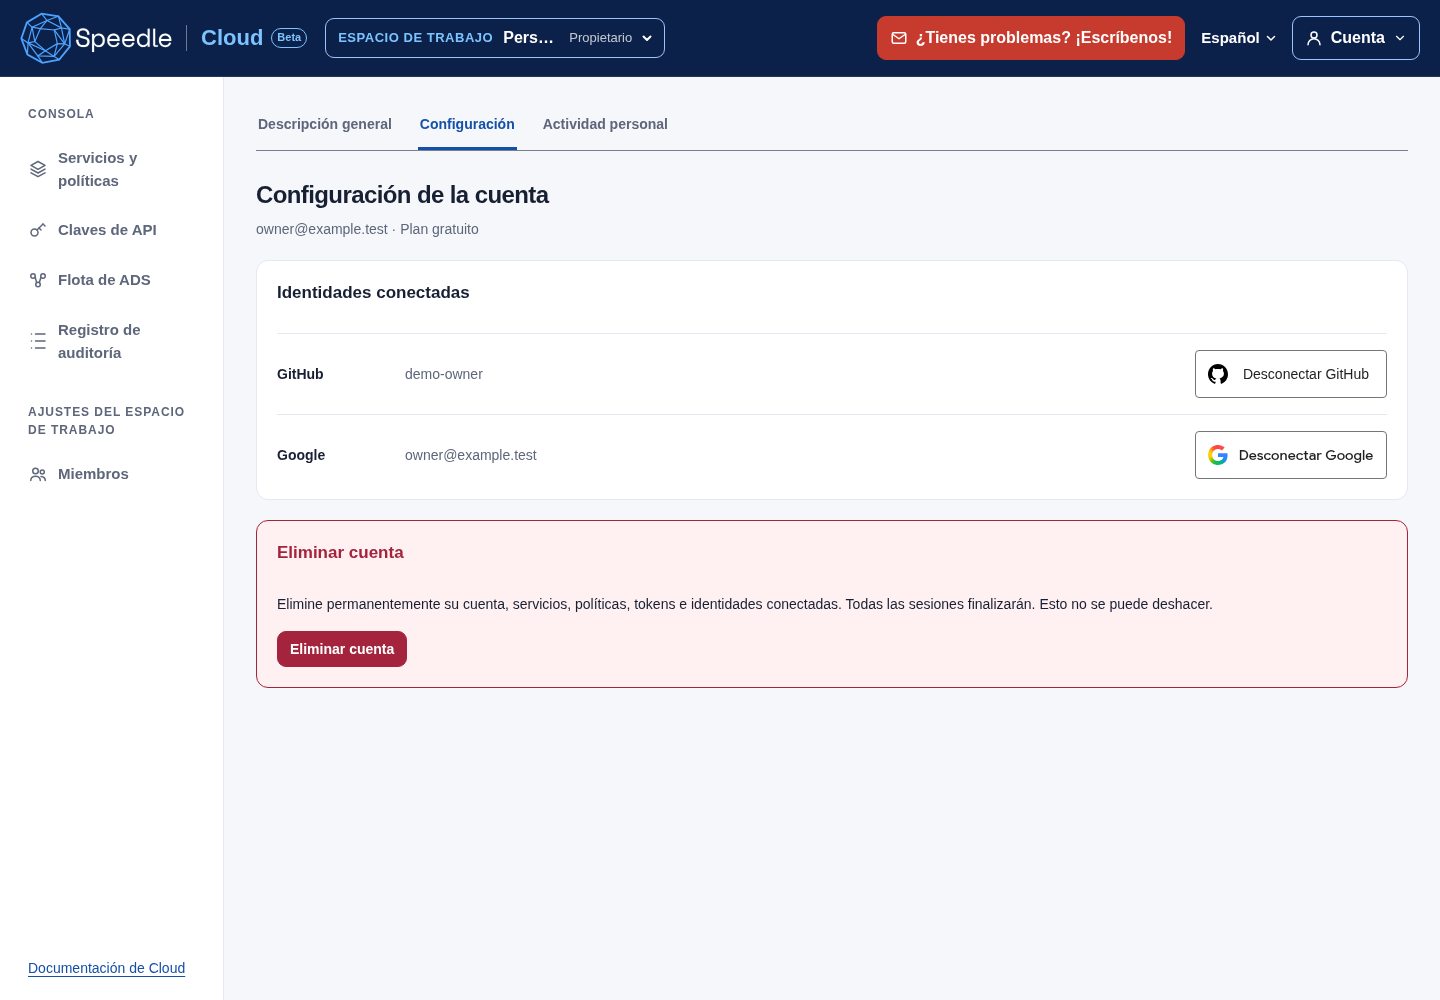 Speedle
Cloud Beta
ESPACIO DE TRABAJO Pers… Propietario
¿Tienes problemas? ¡Escríbenos!
Español
Cuenta
CONSOLA
Servicios y
políticas
Claves de API
Flota de ADS
Registro de
auditoría
AJUSTES DEL ESPACIO
DE TRABAJO
Miembros
Documentación de Cloud
Descripción general Configuración Actividad personal
Configuración de la cuenta
owner@example.test · Plan gratuito
Identidades conectadas
GitHub demo-owner Desconectar GitHub
Google owner@example.test Desconectar Google
Eliminar cuenta
Elimine permanentemente su cuenta, servicios, políticas, tokens e identidades conectadas. Todas las sesiones finalizarán. Esto no se puede deshacer.
Eliminar cuenta